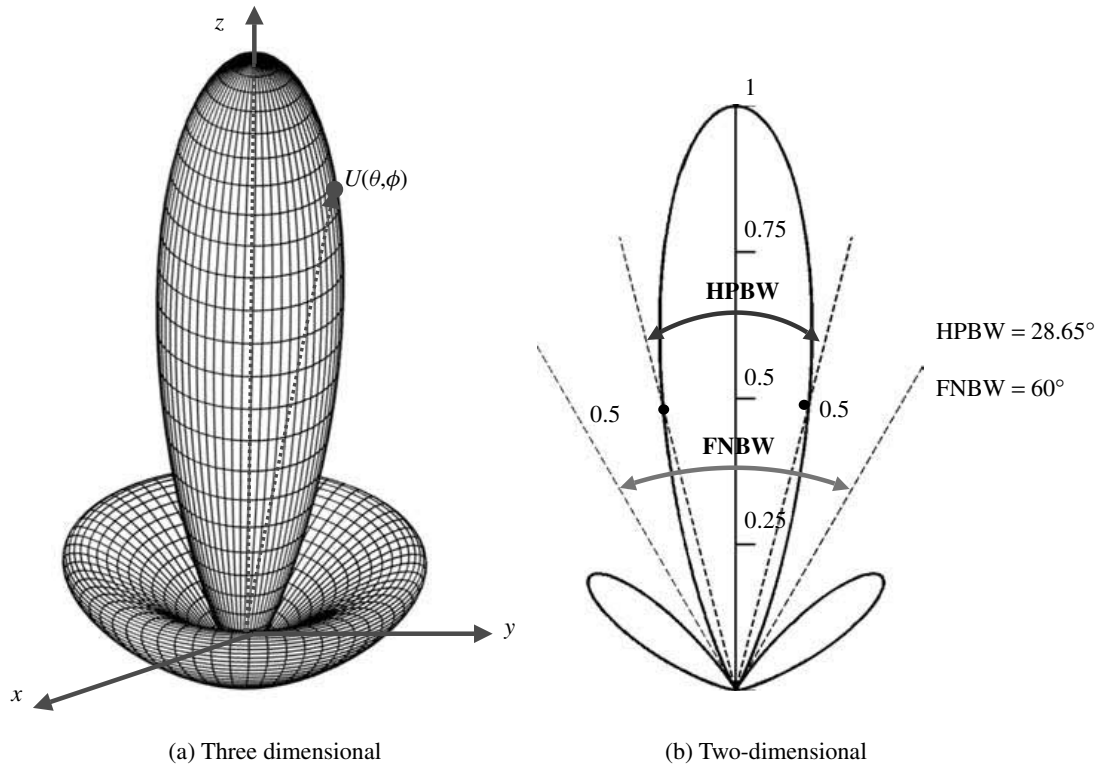 z
U(θ,ϕ)
y
x
(a) Three dimensional
1
0.75
HPBW
HPBW = 28.65°
0.5
FNBW = 60°
0.5
0.5
FNBW
0.25
(b) Two-dimensional